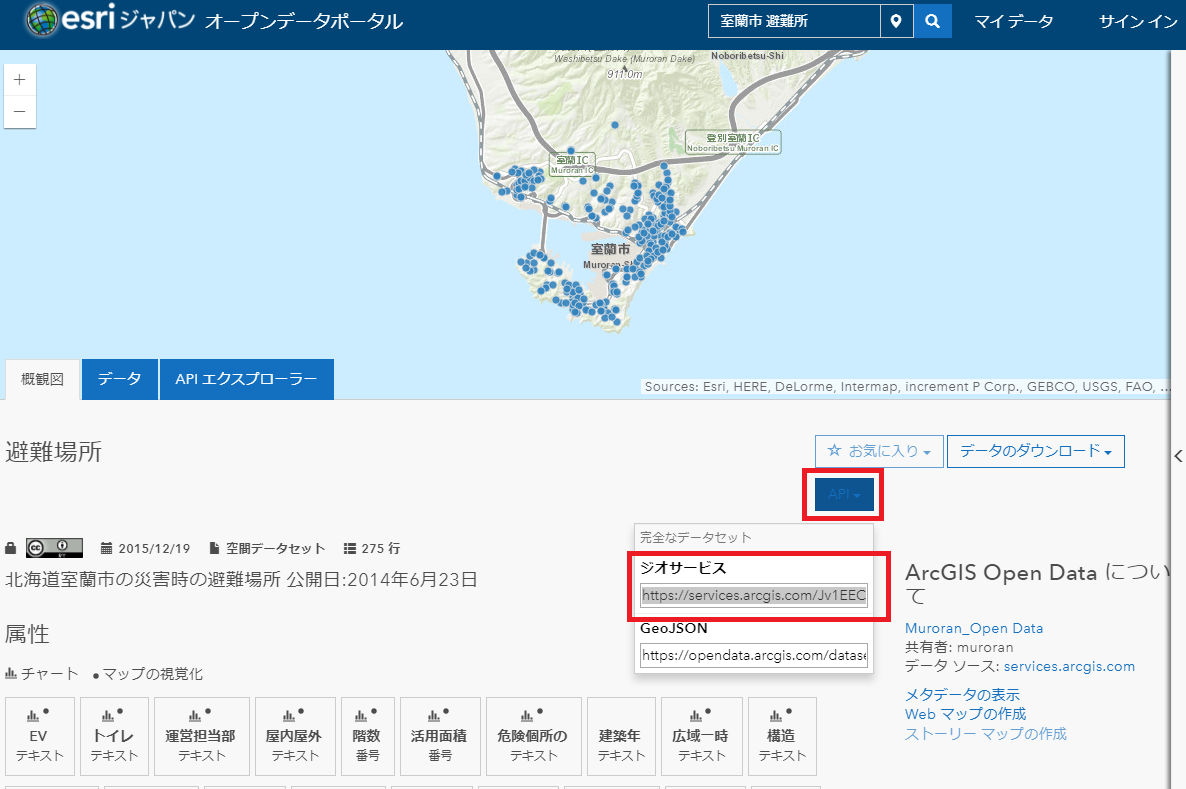 esri ジャパン オープンデータポータル
室蘭市 避難所
マイ データ
サイン イン
+
−
Washibetsu Dake (Muroran Dake)
911.0m
Noboribetsu-Shi
登別室蘭IC
Noboribetsu Muroran IC
室蘭IC
Muroran IC
室蘭市
概観図
データ
API エクスプローラー
Sources: Esri, HERE, DeLorme, Intermap, increment P Corp., GEBCO, USGS, FAO, ...
避難場所
☆ お気に入り
データのダウンロード
API
完全なデータセット
ジオサービス
https://services.arcgis.com/Jv1EEC
GeoJSON
https://opendata.arcgis.com/datase
cc BY
2015/12/19
空間データセット
275 行
北海道室蘭市の災害時の避難場所 公開日:2014年6月23日
属性
チャート
マップの視覚化
EV
テキスト
トイレ
テキスト
運営担当部
テキスト
屋内屋外
テキスト
階数
番号
活用面積
番号
危険個所の
テキスト
建築年
テキスト
広域一時
テキスト
構造
テキスト
ArcGIS Open Data につい
て
Muroran_Open Data
共有者: muroran
データ ソース: services.arcgis.com
メタデータの表示
Web マップの作成
ストーリー マップの作成